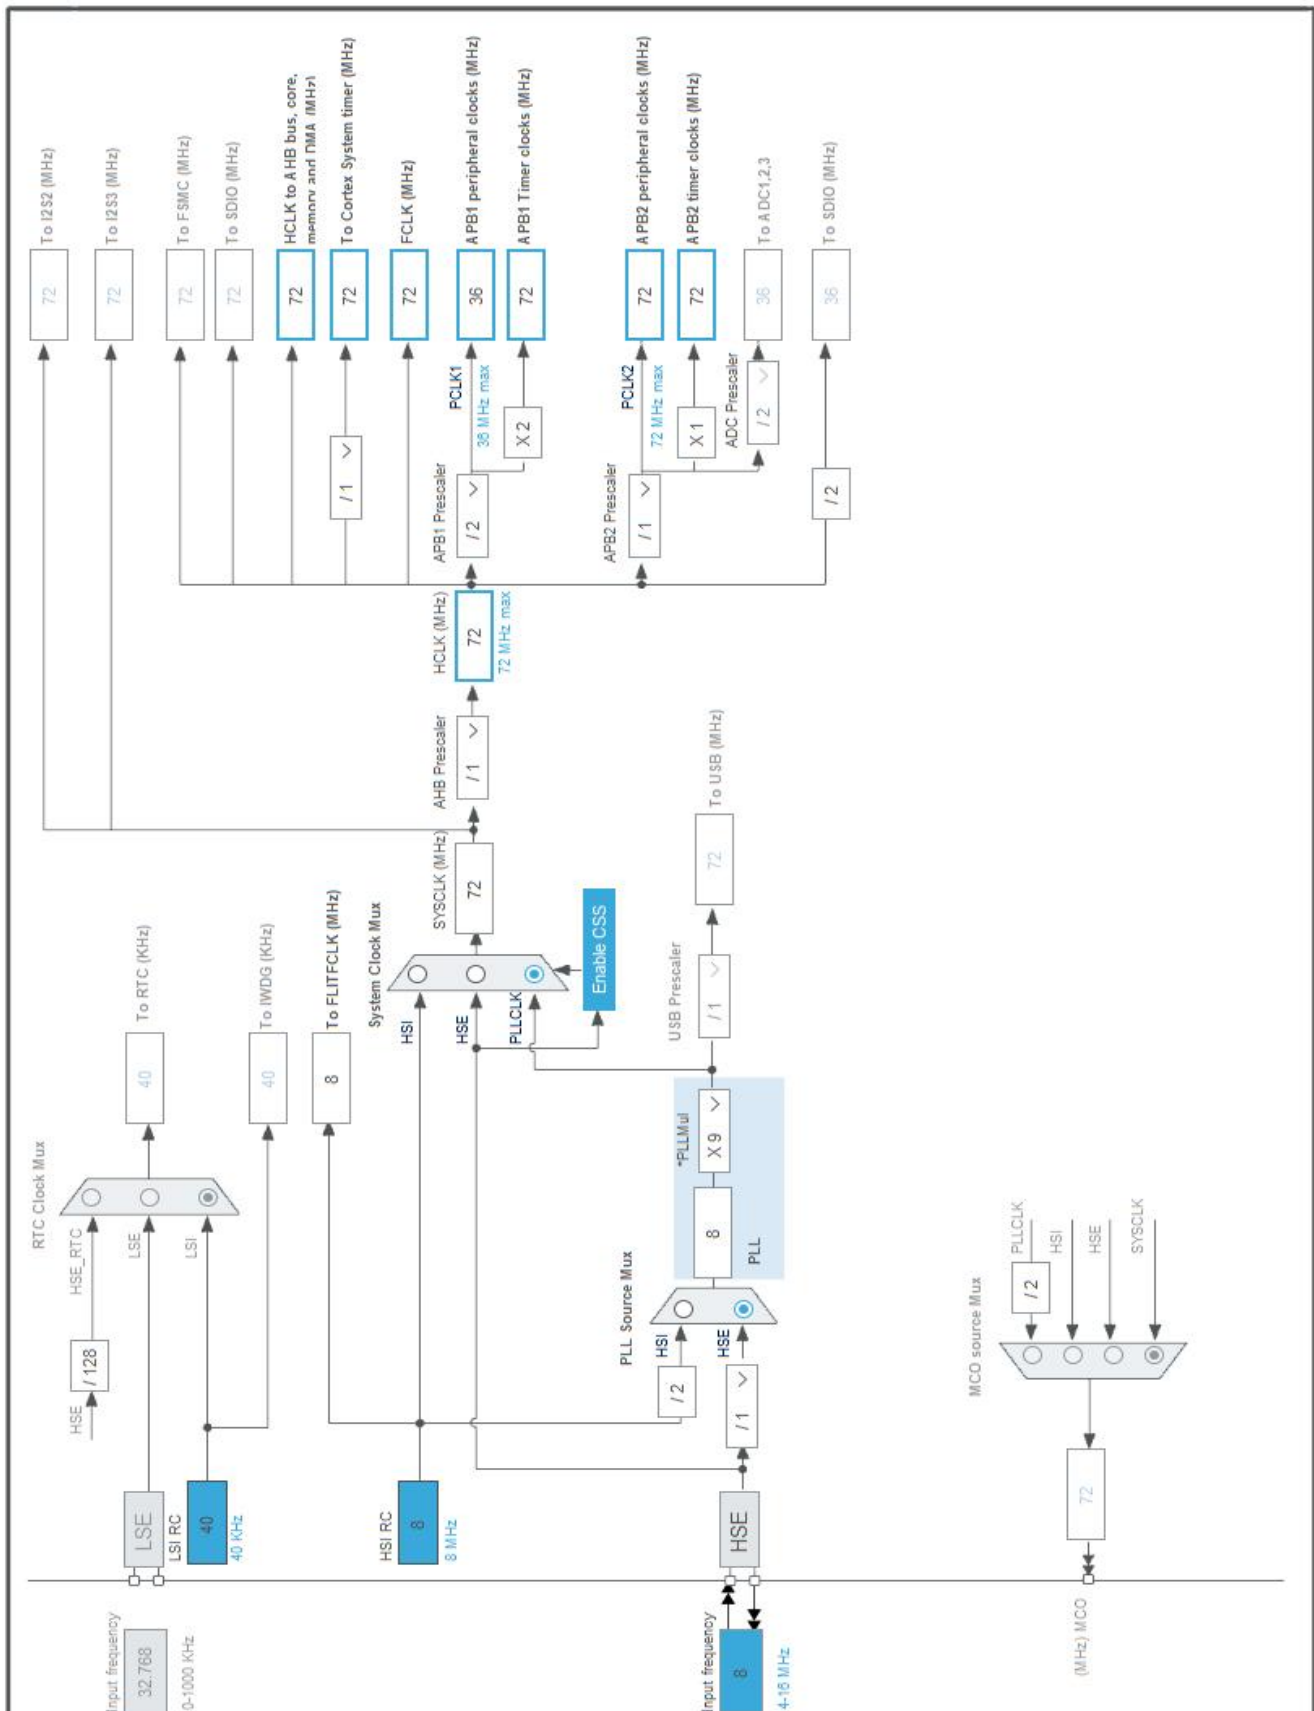 Input frequency
32.768
0-1000 KHz
LSE
LSI RC
40
40 KHz
HSE
/ 128
HSE_RTC
LSE
LSI
RTC Clock Mux
40
To RTC (KHz)
40
To IWDG (KHz)
8
To FLITFCLK (MHz)
HSI RC
8
8 MHz
Input frequency
8
4-16 MHz
HSE
/ 2
/ 1
HSI
HSE
PLL Source Mux
8
PLL
*PLLMul
X 9
USB Prescaler
/ 1
72
To USB (MHz)
HSI
HSE
PLLCLK
System Clock Mux
Enable CSS
SYSCLK (MHz)
72
AHB Prescaler
/ 1
HCLK (MHz)
72
72 MHz max
72
To I2S2 (MHz)
72
To I2S3 (MHz)
72
To FSMC (MHz)
72
To SDIO (MHz)
72
HCLK to AHB bus, core,
memory and DMA (MHz)
/ 1
72
To Cortex System timer (MHz)
72
FCLK (MHz)
APB1 Prescaler
/ 2
PCLK1
36 MHz max
36
APB1 peripheral clocks (MHz)
X 2
72
APB1 Timer clocks (MHz)
APB2 Prescaler
/ 1
PCLK2
72 MHz max
72
APB2 peripheral clocks (MHz)
X 1
72
APB2 timer clocks (MHz)
ADC Prescaler
/ 2
36
To ADC1,2,3
/ 2
36
To SDIO (MHz)
MCO source Mux
/ 2
PLLCLK
HSI
HSE
SYSCLK
72
(MHz) MCO